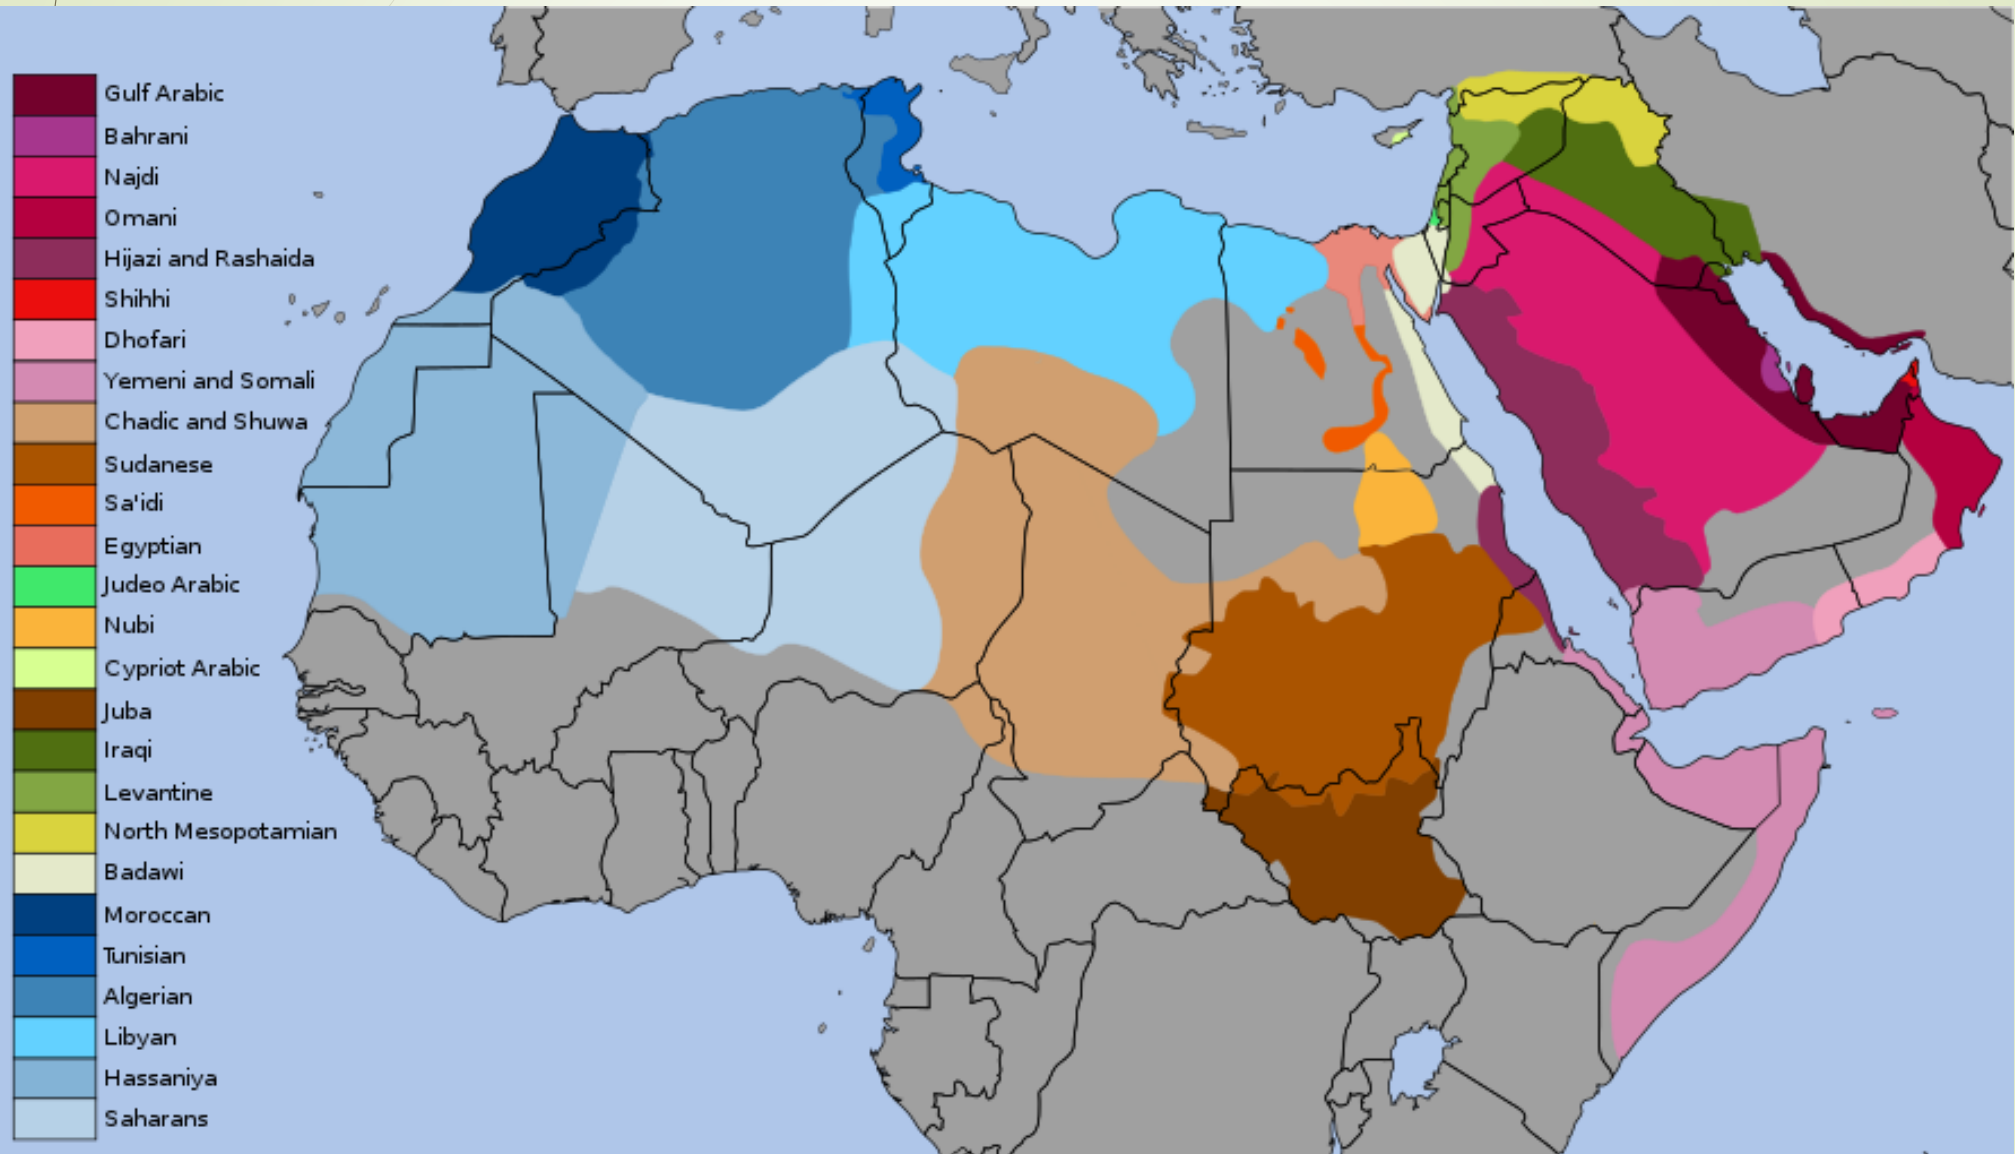 Gulf Arabic
Bahrani
Najdi
Omani
Hijazi and Rashaida
Shihhi
Dhofari
Yemeni and Somali
Chadic and Shuwa
Sudanese
Sa'idi
Egyptian
Judeo Arabic
Nubi
Cypriot Arabic
Juba
Iraqi
Levantine
North Mesopotamian
Badawi
Moroccan
Tunisian
Algerian
Libyan
Hassaniya
Saharans